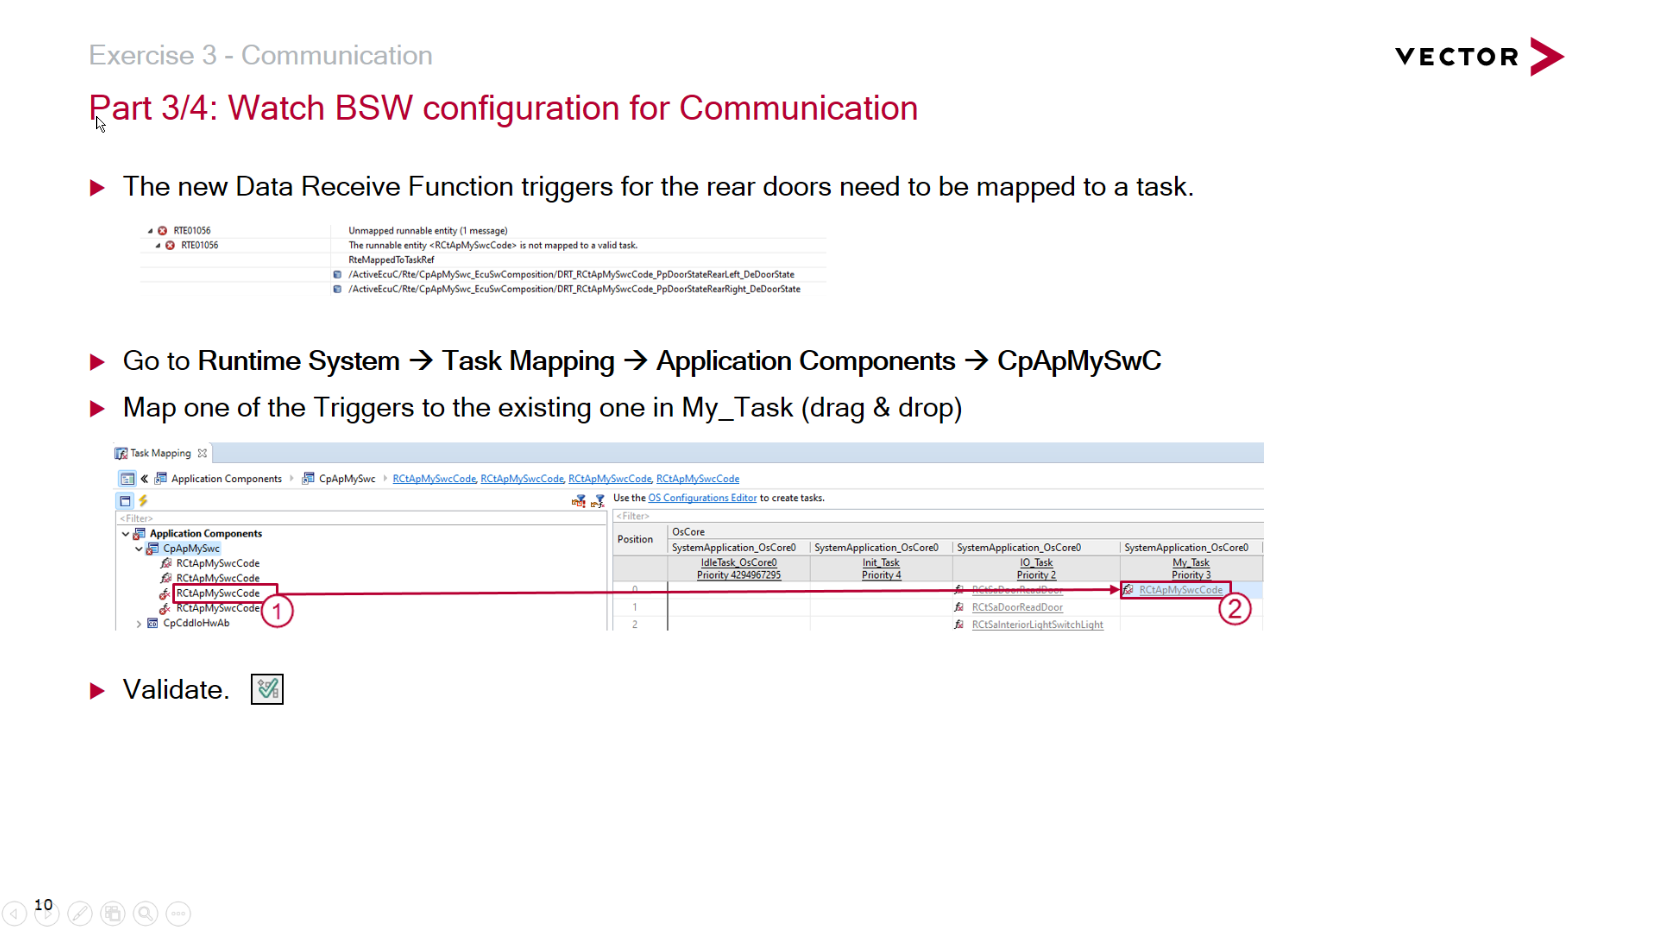 Exercise 3 - Communication
VECTOR
Part 3/4: Watch BSW configuration for Communication
The new Data Receive Function triggers for the rear doors need to be mapped to a task.
RTE01056 Unmapped runnable entity (1 message)
RTE01056 The runnable entity <RCtApMySwcCode> is not mapped to a valid task.
RteMappedToTaskRef
/ActiveEcuC/Rte/CpApMySwc_EcuSwComposition/DRT_RCtApMySwcCode_PpDoorStateRearLeft_DeDoorState
/ActiveEcuC/Rte/CpApMySwc_EcuSwComposition/DRT_RCtApMySwcCode_PpDoorStateRearRight_DeDoorState
Go to Runtime System → Task Mapping → Application Components → CpApMySwC
Map one of the Triggers to the existing one in My_Task (drag & drop)
Task Mapping
Application Components CpApMySwc RCtApMySwcCode, RCtApMySwcCode, RCtApMySwcCode, RCtApMySwcCode
Use the OS Configurations Editor to create tasks.
<Filter> <Filter>
Application Components
CpApMySwc
RCtApMySwcCode
RCtApMySwcCode
RCtApMySwcCode
RCtApMySwcCode
CpCddIoHwAb
1
Position OsCore
SystemApplication_OsCore0 SystemApplication_OsCore0 SystemApplication_OsCore0 SystemApplication_OsCore0
IdleTask_OsCore0 Init_Task IO_Task My_Task
Priority 4294967295 Priority 4 Priority 2 Priority 3
0 RCtSaDoorReadDoor RCtApMySwcCode
1 RCtSaDoorReadDoor
2 RCtSaInteriorLightSwitchLight
2
Validate.
10